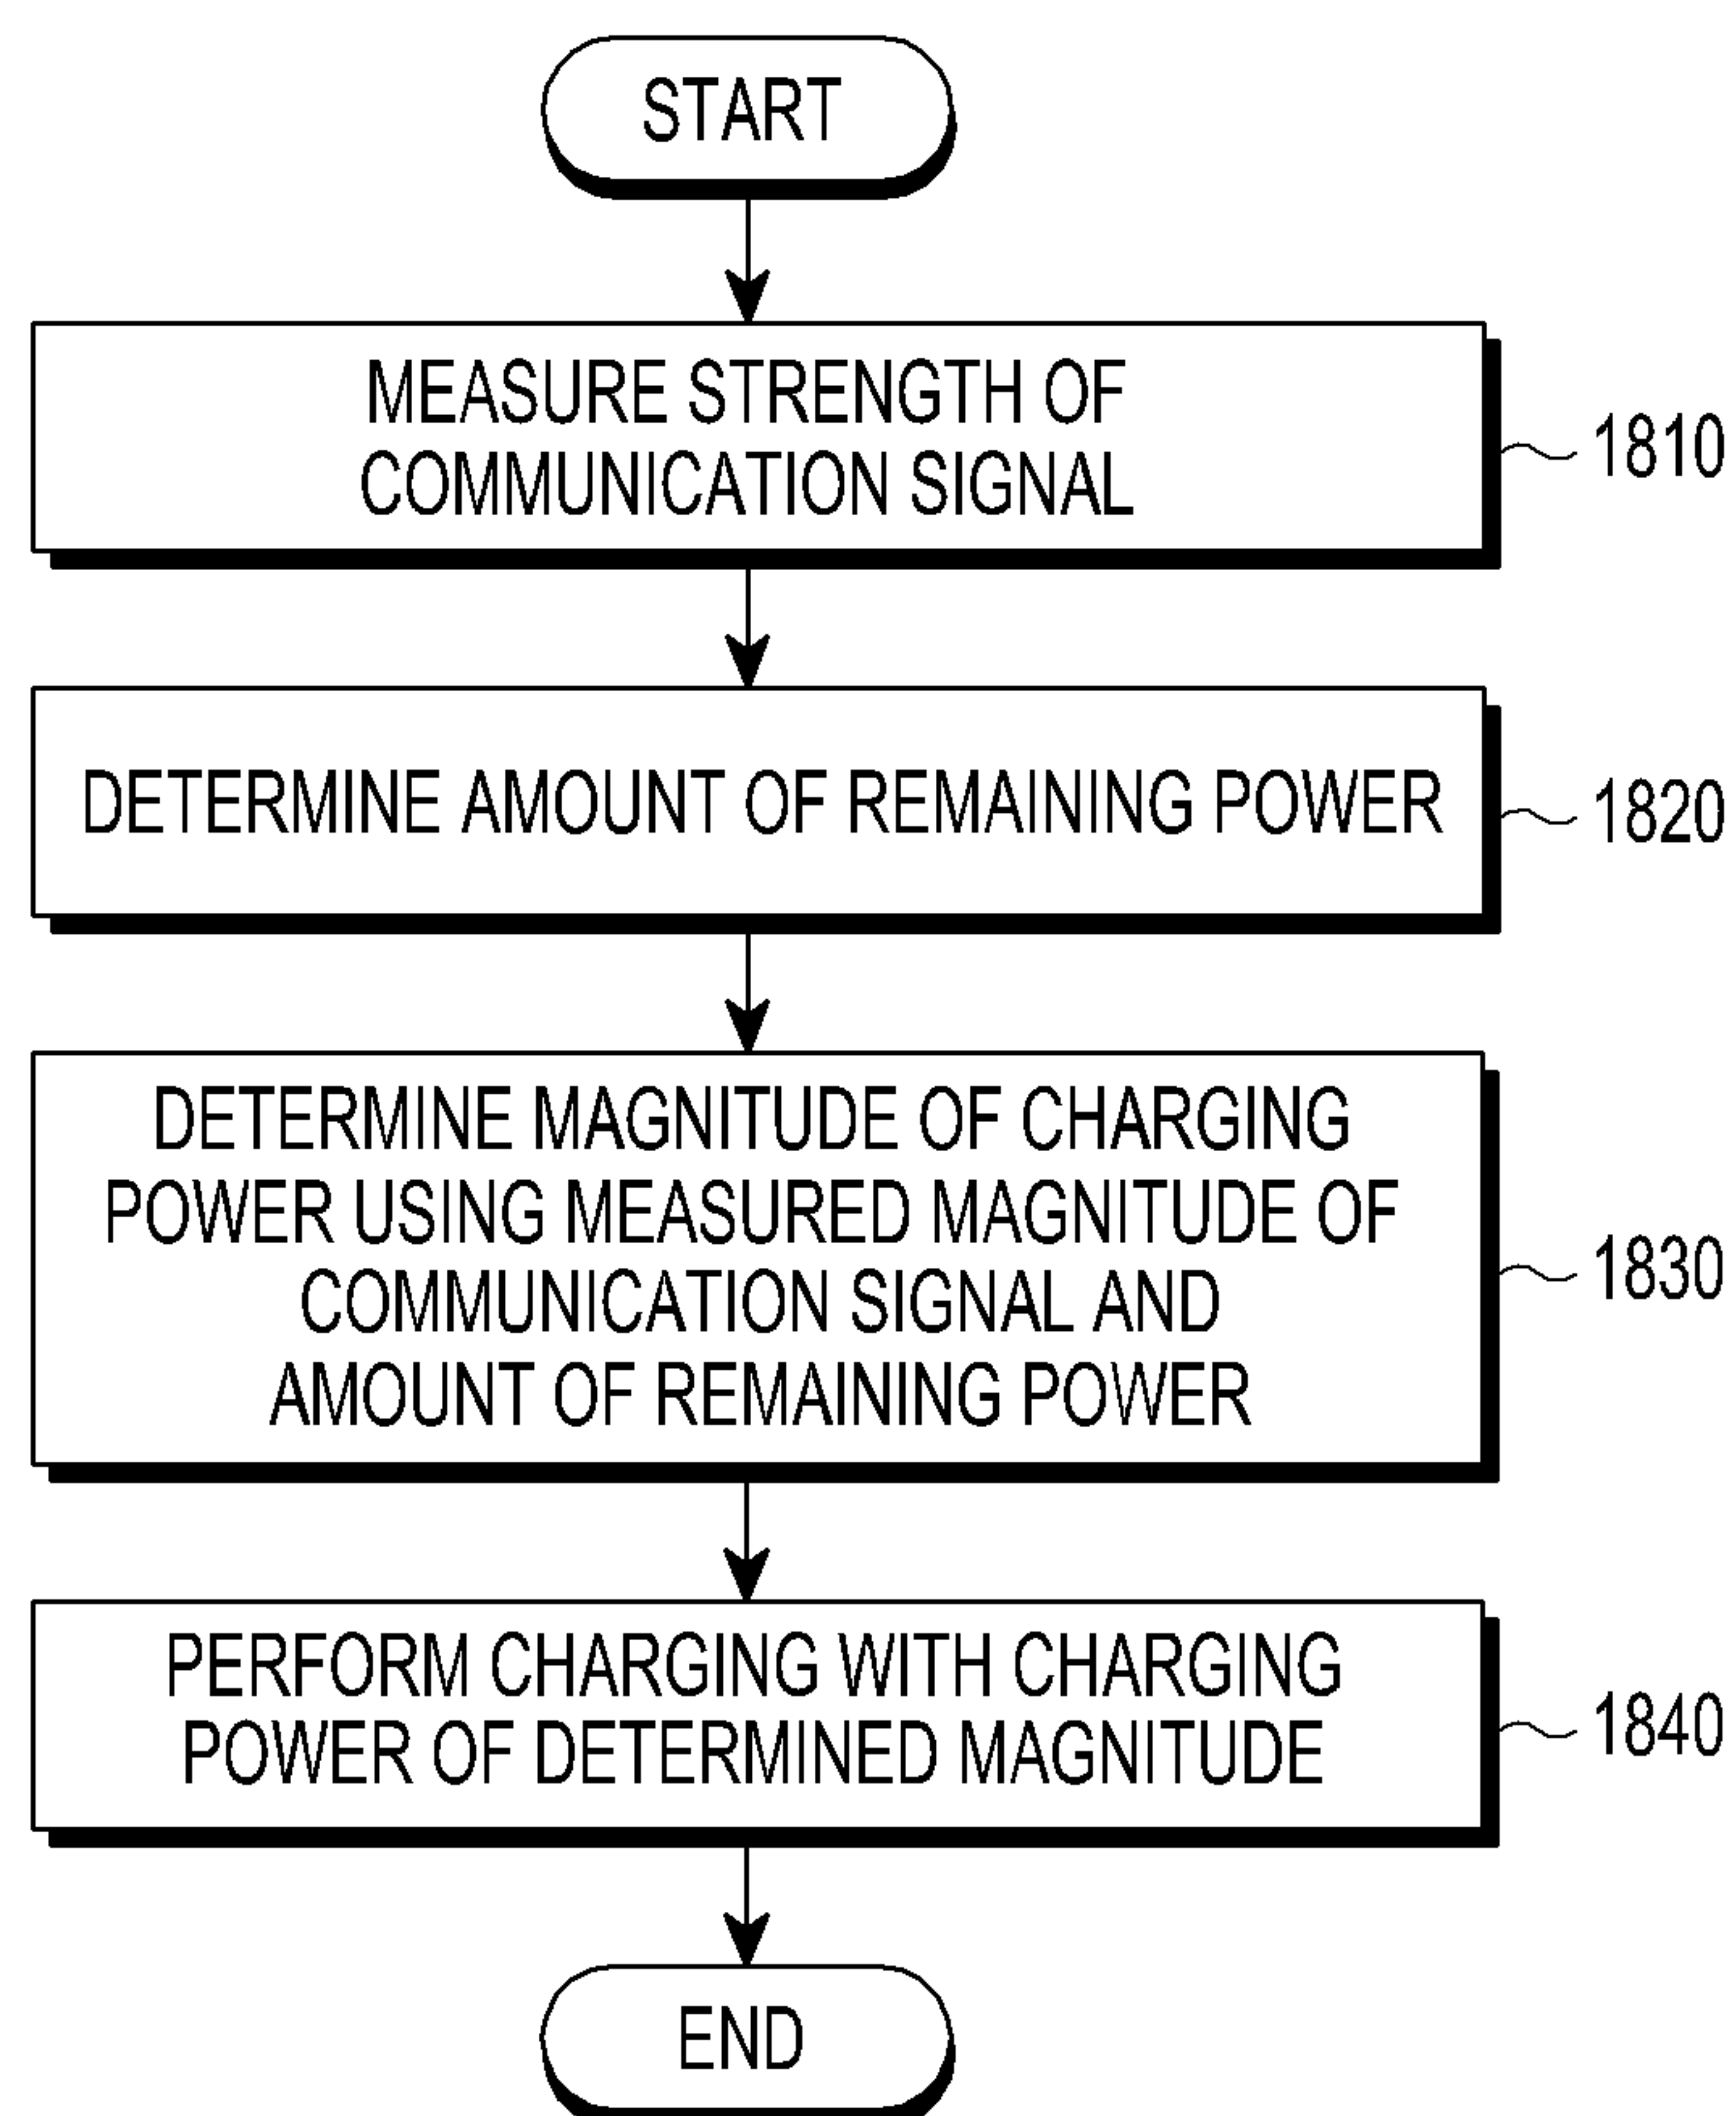 START
MEASURE STRENGTH OF
COMMUNICATION SIGNAL
1810
DETERMINE AMOUNT OF REMAINING POWER
1820
DETERMINE MAGNITUDE OF CHARGING
POWER USING MEASURED MAGNITUDE OF
COMMUNICATION SIGNAL AND
AMOUNT OF REMAINING POWER
1830
PERFORM CHARGING WITH CHARGING
POWER OF DETERMINED MAGNITUDE
1840
END